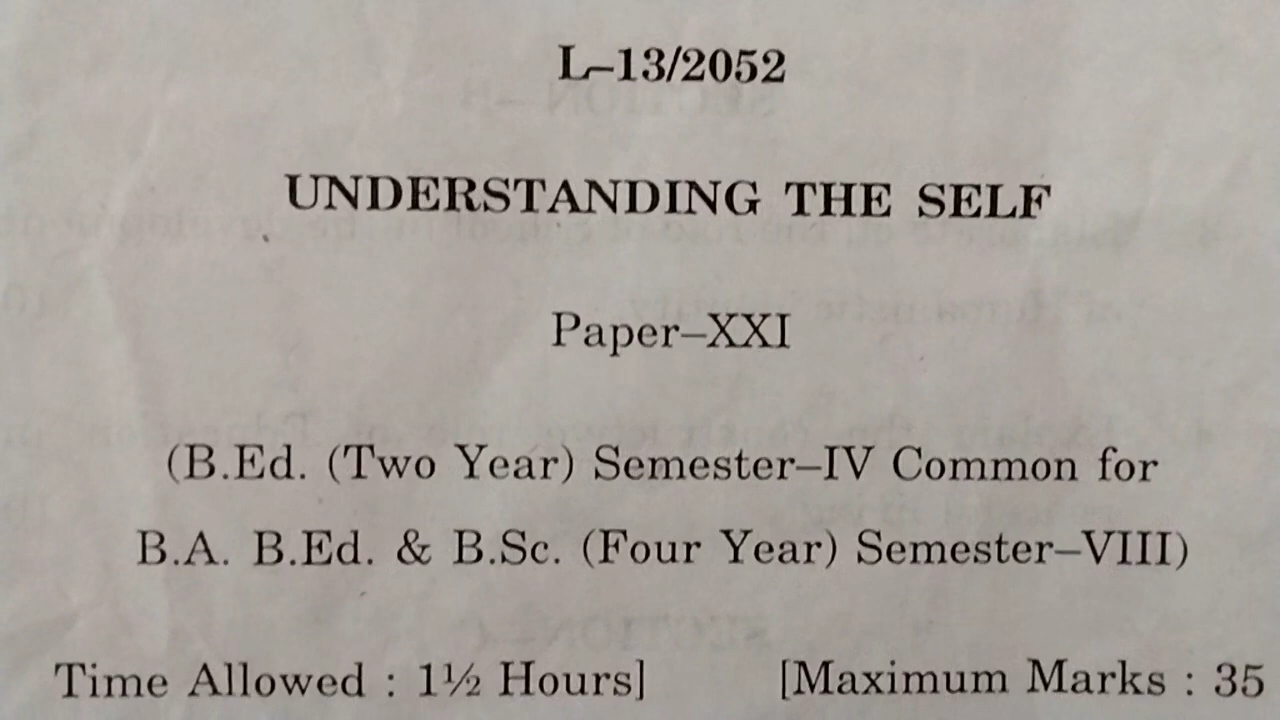 L–13/2052
UNDERSTANDING THE SELF
Paper–XXI
(B.Ed. (Two Year) Semester–IV Common for
B.A. B.Ed. & B.Sc. (Four Year) Semester–VIII)
Time Allowed : 1½ Hours] [Maximum Marks : 35